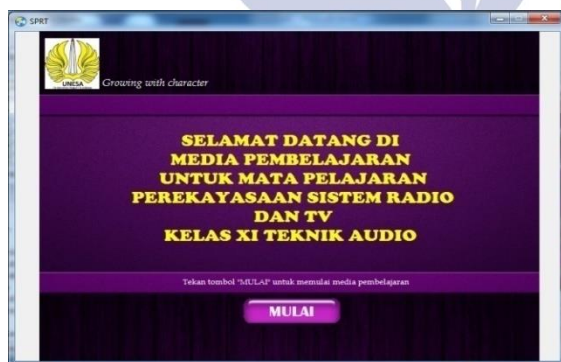 SPRT
UNESA
Growing with character
SELAMAT DATANG DI
MEDIA PEMBELAJARAN
UNTUK MATA PELAJARAN
PEREKAYASAAN SISTEM RADIO
DAN TV
KELAS XI TEKNIK AUDIO
Tekan tombol "MULAI" untuk memulai media pembelajaran
MULAI